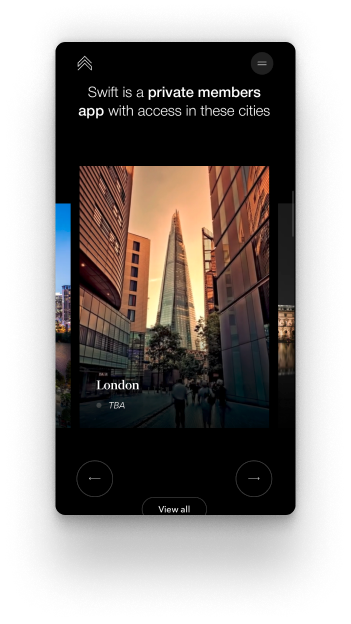 Swift is a private members
app with access in these cities
London
TBA
View all